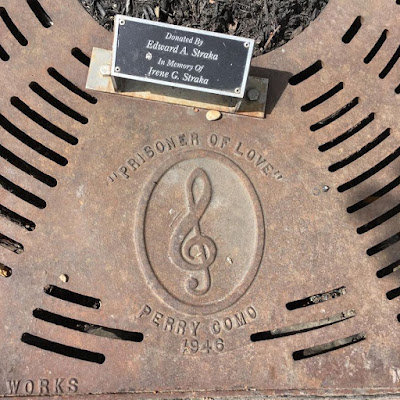 Donated By
Edward A. Straka
In Memory Of
Irene G. Straka
"PRISONER OF LOVE"
PERRY COMO
1946
WORKS